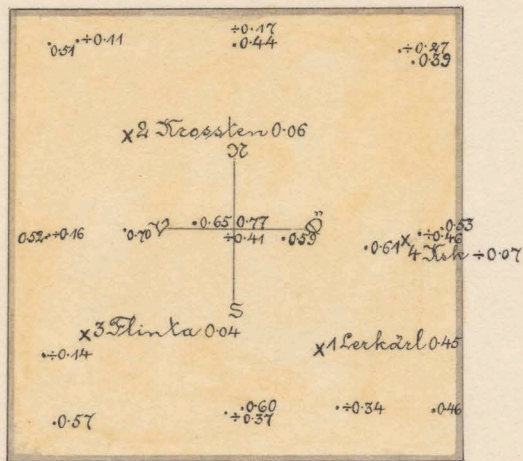 ÷0.17
÷0.11
0.51
0.44
÷0.27
0.39
x2 Krossten 0.06
N
0.53
÷0.46
0.52
÷0.16
0.70
V
0.65
0.77
÷0.41
0.59
Ö
0.61
x
4 Ksk ÷0.07
S
x3 Flinta 0.04
÷0.14
x1 Lerkärl 0.45
0.57
0.60
÷0.37
÷0.34
0.46